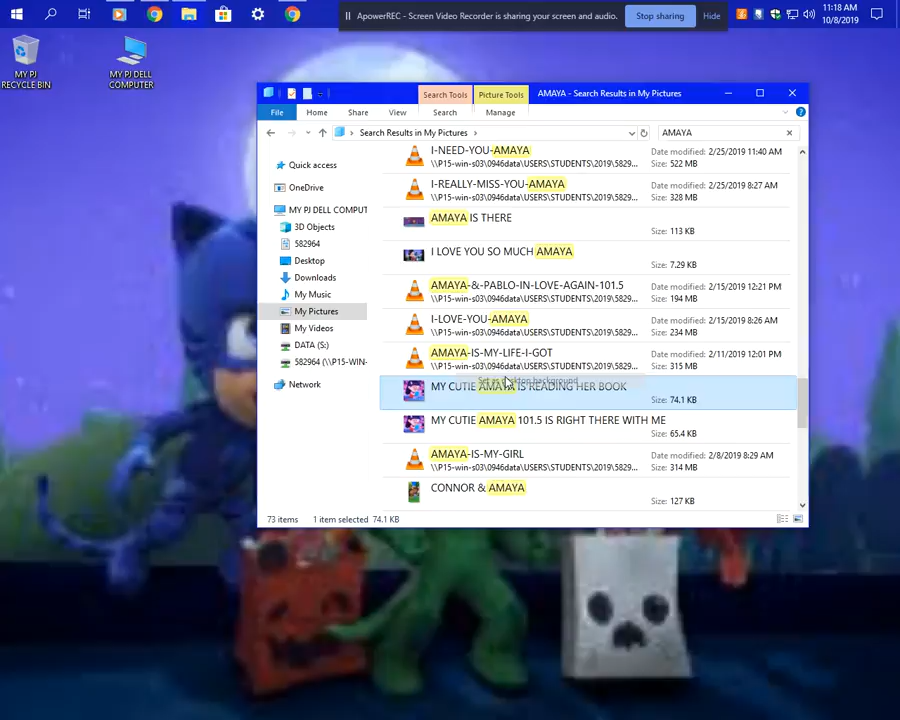 ApowerREC - Screen Video Recorder is sharing your screen and audio. Stop sharing Hide
11:18 AM
10/8/2019
MY PJ RECYCLE BIN
MY PJ DELL COMPUTER
Search Tools Picture Tools AMAYA - Search Results in My Pictures
File Home Share View Search Manage
Search Results in My Pictures AMAYA
Quick access
OneDrive
MY PJ DELL COMPUT
3D Objects
582964
Desktop
Downloads
My Music
My Pictures
My Videos
DATA (S:)
582964 (\\P15-WIN-
Network
I-NEED-YOU-AMAYA Date modified: 2/25/2019 11:40 AM
\\P15-win-s03\0946data\USERS\STUDENTS\2019\5829... Size: 522 MB
I-REALLY-MISS-YOU-AMAYA Date modified: 2/25/2019 8:27 AM
\\P15-win-s03\0946data\USERS\STUDENTS\2019\5829... Size: 328 MB
AMAYA IS THERE
Size: 113 KB
I LOVE YOU SO MUCH AMAYA
Size: 7.29 KB
AMAYA-&-PABLO-IN-LOVE-AGAIN-101.5 Date modified: 2/15/2019 12:21 PM
\\P15-win-s03\0946data\USERS\STUDENTS\2019\5829... Size: 194 MB
I-LOVE-YOU-AMAYA Date modified: 2/15/2019 8:26 AM
\\P15-win-s03\0946data\USERS\STUDENTS\2019\5829... Size: 234 MB
AMAYA-IS-MY-LIFE-I-GOT Date modified: 2/11/2019 12:01 PM
\\P15-win-s03\0946data\USERS\STUDENTS\2019\5829... Size: 315 MB
Set as desktop background
MY CUTIE AMAYA IS READING HER BOOK
Size: 74.1 KB
MY CUTIE AMAYA 101.5 IS RIGHT THERE WITH ME
Size: 65.4 KB
AMAYA-IS-MY-GIRL Date modified: 2/8/2019 8:29 AM
\\P15-win-s03\0946data\USERS\STUDENTS\2019\5829... Size: 314 MB
CONNOR & AMAYA
Size: 127 KB
73 items 1 item selected 74.1 KB